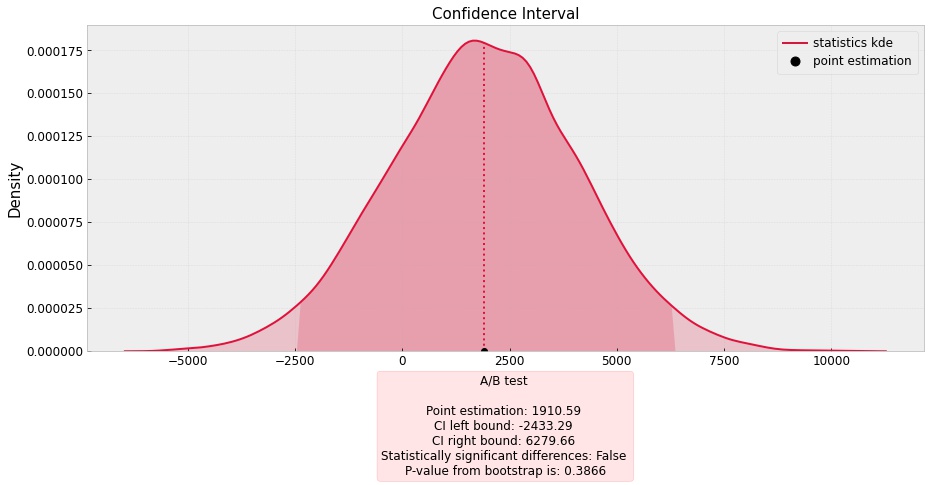 Confidence Interval
statistics kde
point estimation
Density
0.000175
0.000150
0.000125
0.000100
0.000075
0.000050
0.000025
0.000000
−5000 −2500 0 2500 5000 7500 10000
A/B test
Point estimation: 1910.59
CI left bound: -2433.29
CI right bound: 6279.66
Statistically significant differences: False
P-value from bootstrap is: 0.3866